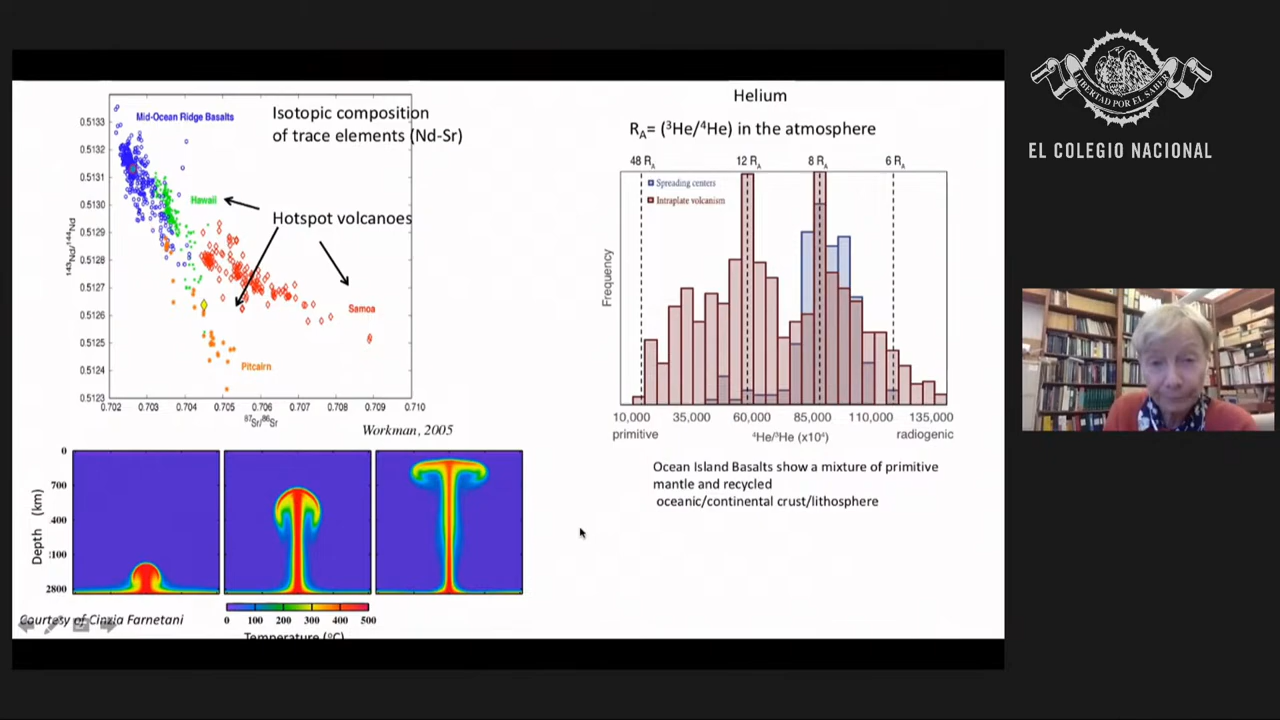 Isotopic composition
of trace elements (Nd-Sr)
Mid-Ocean Ridge Basalts
Hawaii
Hotspot volcanoes
Samoa
Pitcairn
¹⁴³Nd/¹⁴⁴Nd
0.5133
0.5132
0.5131
0.5130
0.5129
0.5128
0.5127
0.5126
0.5125
0.5124
0.5123
0.702 0.703 0.704 0.705 0.706 0.707 0.708 0.709 0.710
⁸⁷Sr/⁸⁶Sr
Workman, 2005
Depth (km)
0
700
400
:100
2800
0 100 200 300 400 500
Temperature (°C)
Courtesy of Cinzia Farnetani
Helium
R_A= (³He/⁴He) in the atmosphere
48 R_A 12 R_A 8 R_A 6 R_A
Spreading centers
Intraplate volcanism
Frequency
10,000 35,000 60,000 85,000 110,000 135,000
primitive ⁴He/³He (x10⁴) radiogenic
Ocean Island Basalts show a mixture of primitive
mantle and recycled
oceanic/continental crust/lithosphere
LIBERTAD POR EL SABER
EL COLEGIO NACIONAL